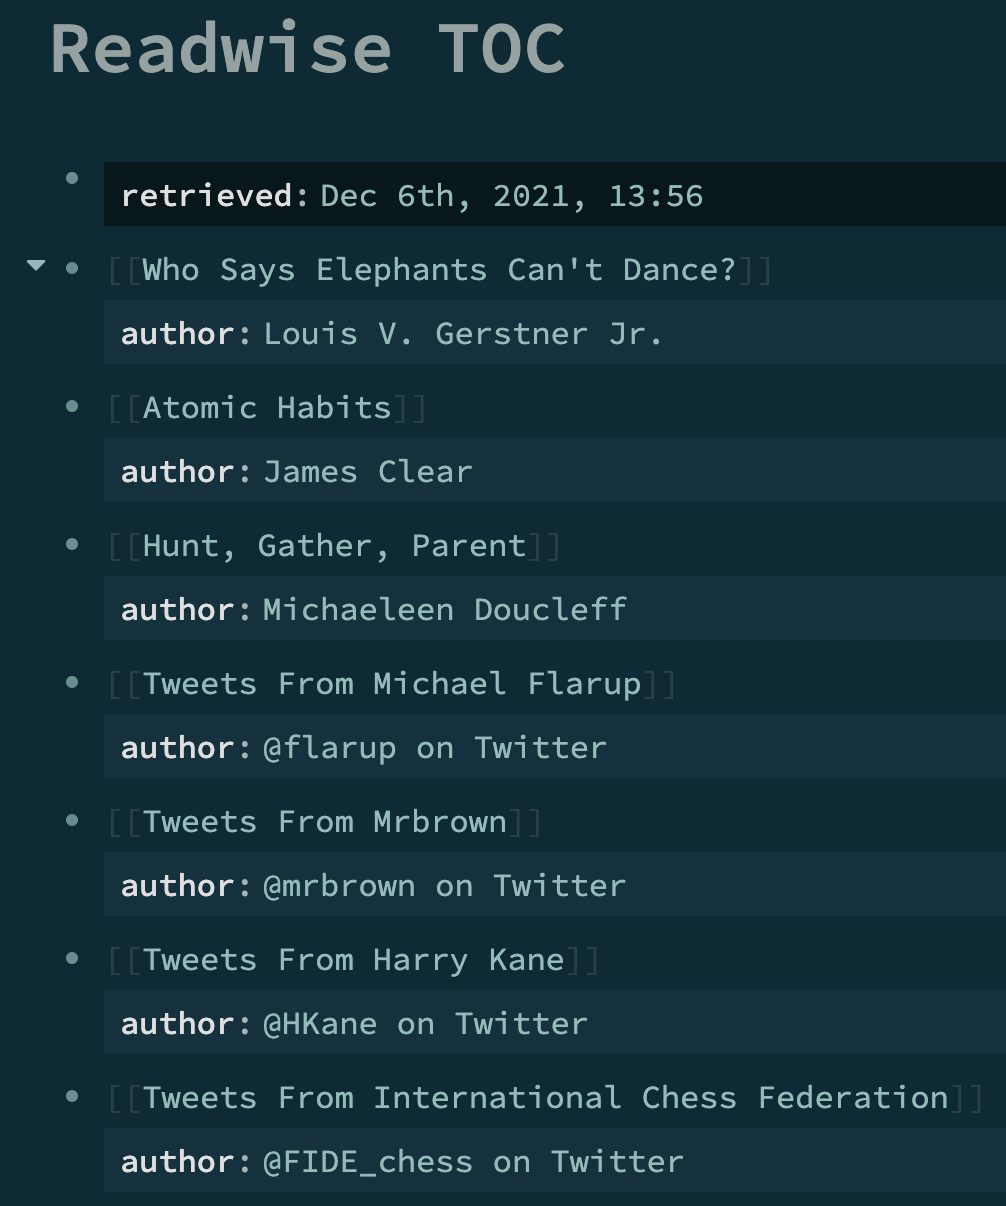 Readwise TOC
retrieved: Dec 6th, 2021, 13:56
[[Who Says Elephants Can't Dance?]]
author: Louis V. Gerstner Jr.
[[Atomic Habits]]
author: James Clear
[[Hunt, Gather, Parent]]
author: Michaeleen Doucleff
[[Tweets From Michael Flarup]]
author: @flarup on Twitter
[[Tweets From Mrbrown]]
author: @mrbrown on Twitter
[[Tweets From Harry Kane]]
author: @HKane on Twitter
[[Tweets From International Chess Federation]]
author: @FIDE_chess on Twitter